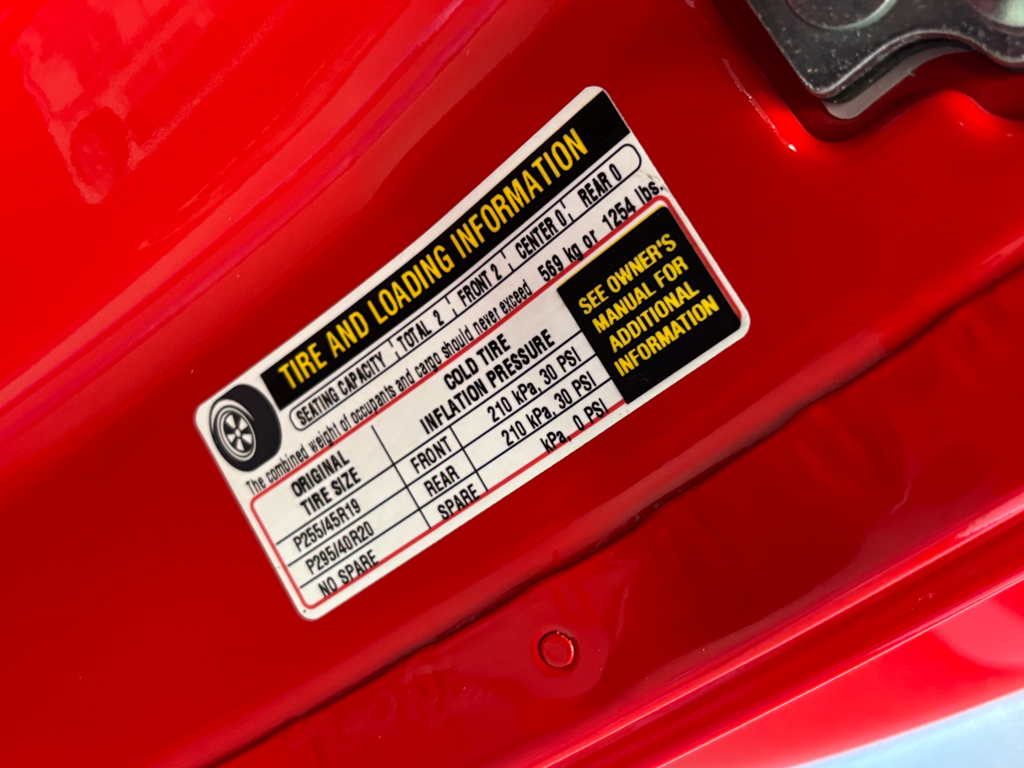 TIRE AND LOADING INFORMATION
SEATING CAPACITY TOTAL 2 FRONT 2 CENTER 0 REAR 0
The combined weight of occupants and cargo should never exceed 569 kg or 1254 lbs.
ORIGINAL
TIRE SIZE
COLD TIRE
INFLATION PRESSURE
P255/45R19 FRONT 210 kPa, 30 PSI
P295/40R20 REAR 210 kPa, 30 PSI
NO SPARE SPARE kPa, 0 PSI
SEE OWNER'S
MANUAL FOR
ADDITIONAL
INFORMATION